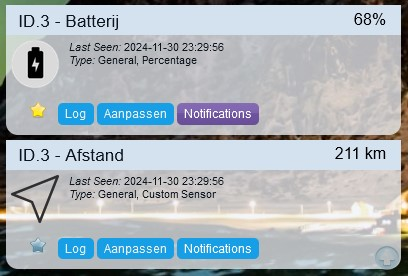 ID.3 - Batterij 68%
Last Seen: 2024-11-30 23:29:56
Type: General, Percentage
Log Aanpassen Notifications
ID.3 - Afstand 211 km
Last Seen: 2024-11-30 23:29:56
Type: General, Custom Sensor
Log Aanpassen Notifications